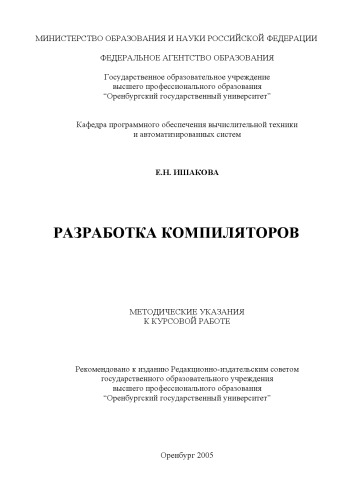 МИНИСТЕРСТВО ОБРАЗОВАНИЯ И НАУКИ РОССИЙСКОЙ ФЕДЕРАЦИИ
ФЕДЕРАЛЬНОЕ АГЕНТСТВО ОБРАЗОВАНИЯ
Государственное образовательное учреждение
высшего профессионального образования
“Оренбургский государственный университет”
Кафедра программного обеспечения вычислительной техники
и автоматизированных систем
Е.Н. ИШАКОВА
РАЗРАБОТКА КОМПИЛЯТОРОВ
МЕТОДИЧЕСКИЕ УКАЗАНИЯ
К КУРСОВОЙ РАБОТЕ
Рекомендовано к изданию Редакционно-издательским советом
государственного образовательного учреждения
высшего профессионального образования
“Оренбургский государственный университет”
Оренбург 2005